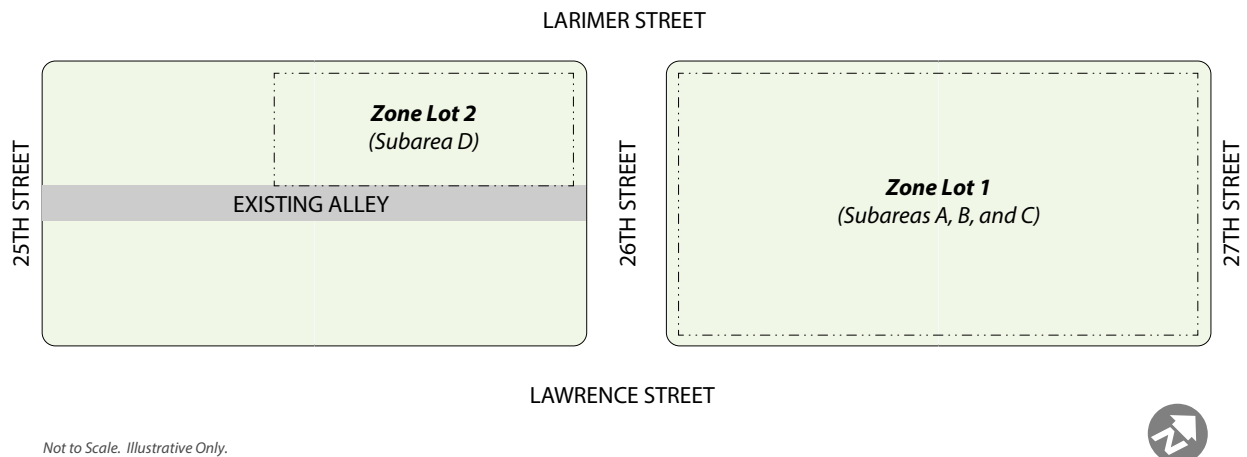 LARIMER STREET
25TH STREET
Zone Lot 2
(Subarea D)
EXISTING ALLEY
26TH STREET
Zone Lot 1
(Subareas A, B, and C)
27TH STREET
LAWRENCE STREET
Not to Scale. Illustrative Only.
N